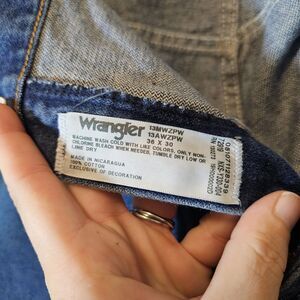 Wrangler
13MWZPW
13AWZPW
36 X 30
MACHINE WASH COLD WITH LIKE COLORS, ONLY NON-
CHLORINE BLEACH WHEN NEEDED, TUMBLE DRY LOW OR
LINE DRY
MADE IN NICARAGUA
100% COTTON
EXCLUSIVE OF DECORATION